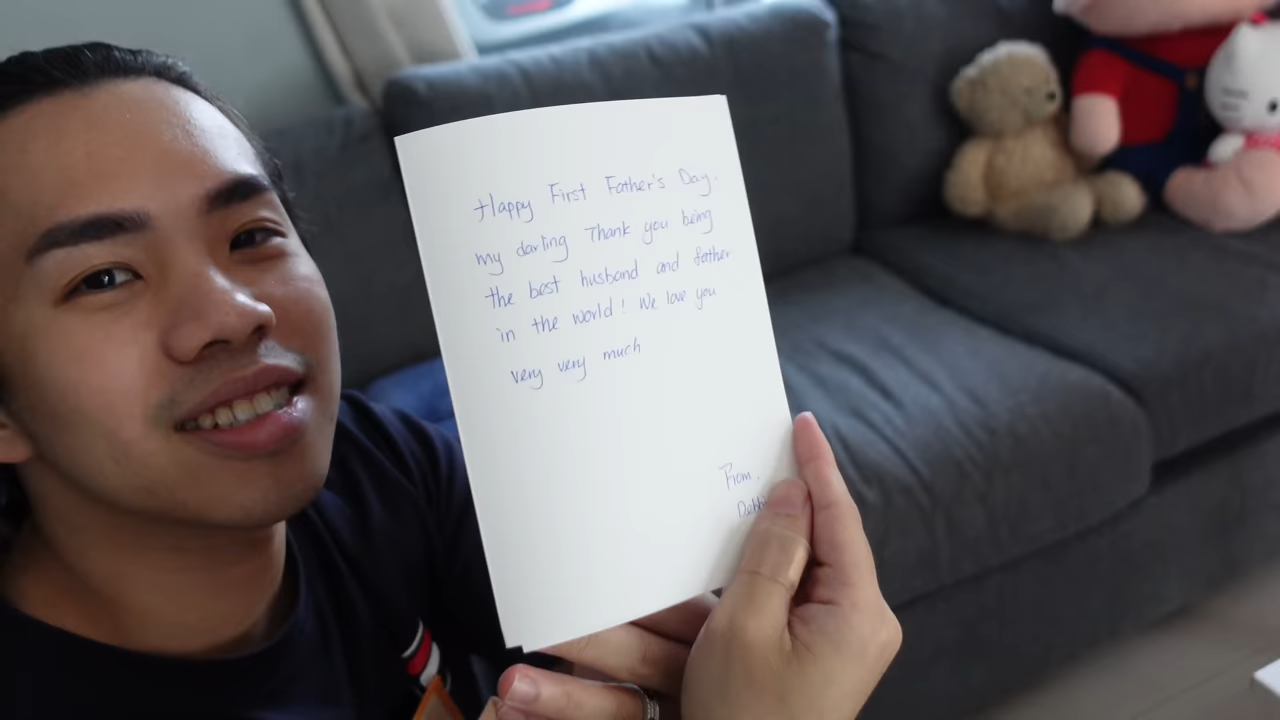 Happy First Father's Day.
my darling Thank you being
the best husband and father
in the world! We love you
very very much
From.